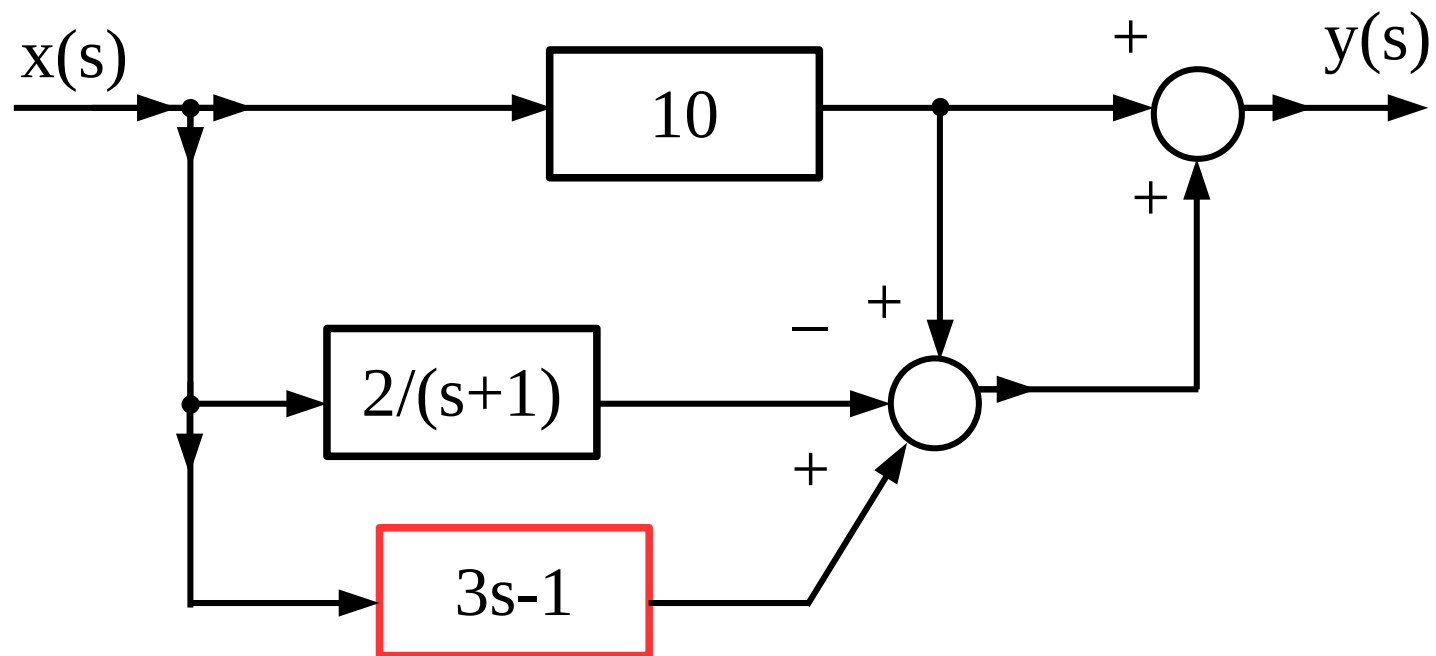 x(s)
+
y(s)
10
+
+
−
2/(s+1)
+
3s-1